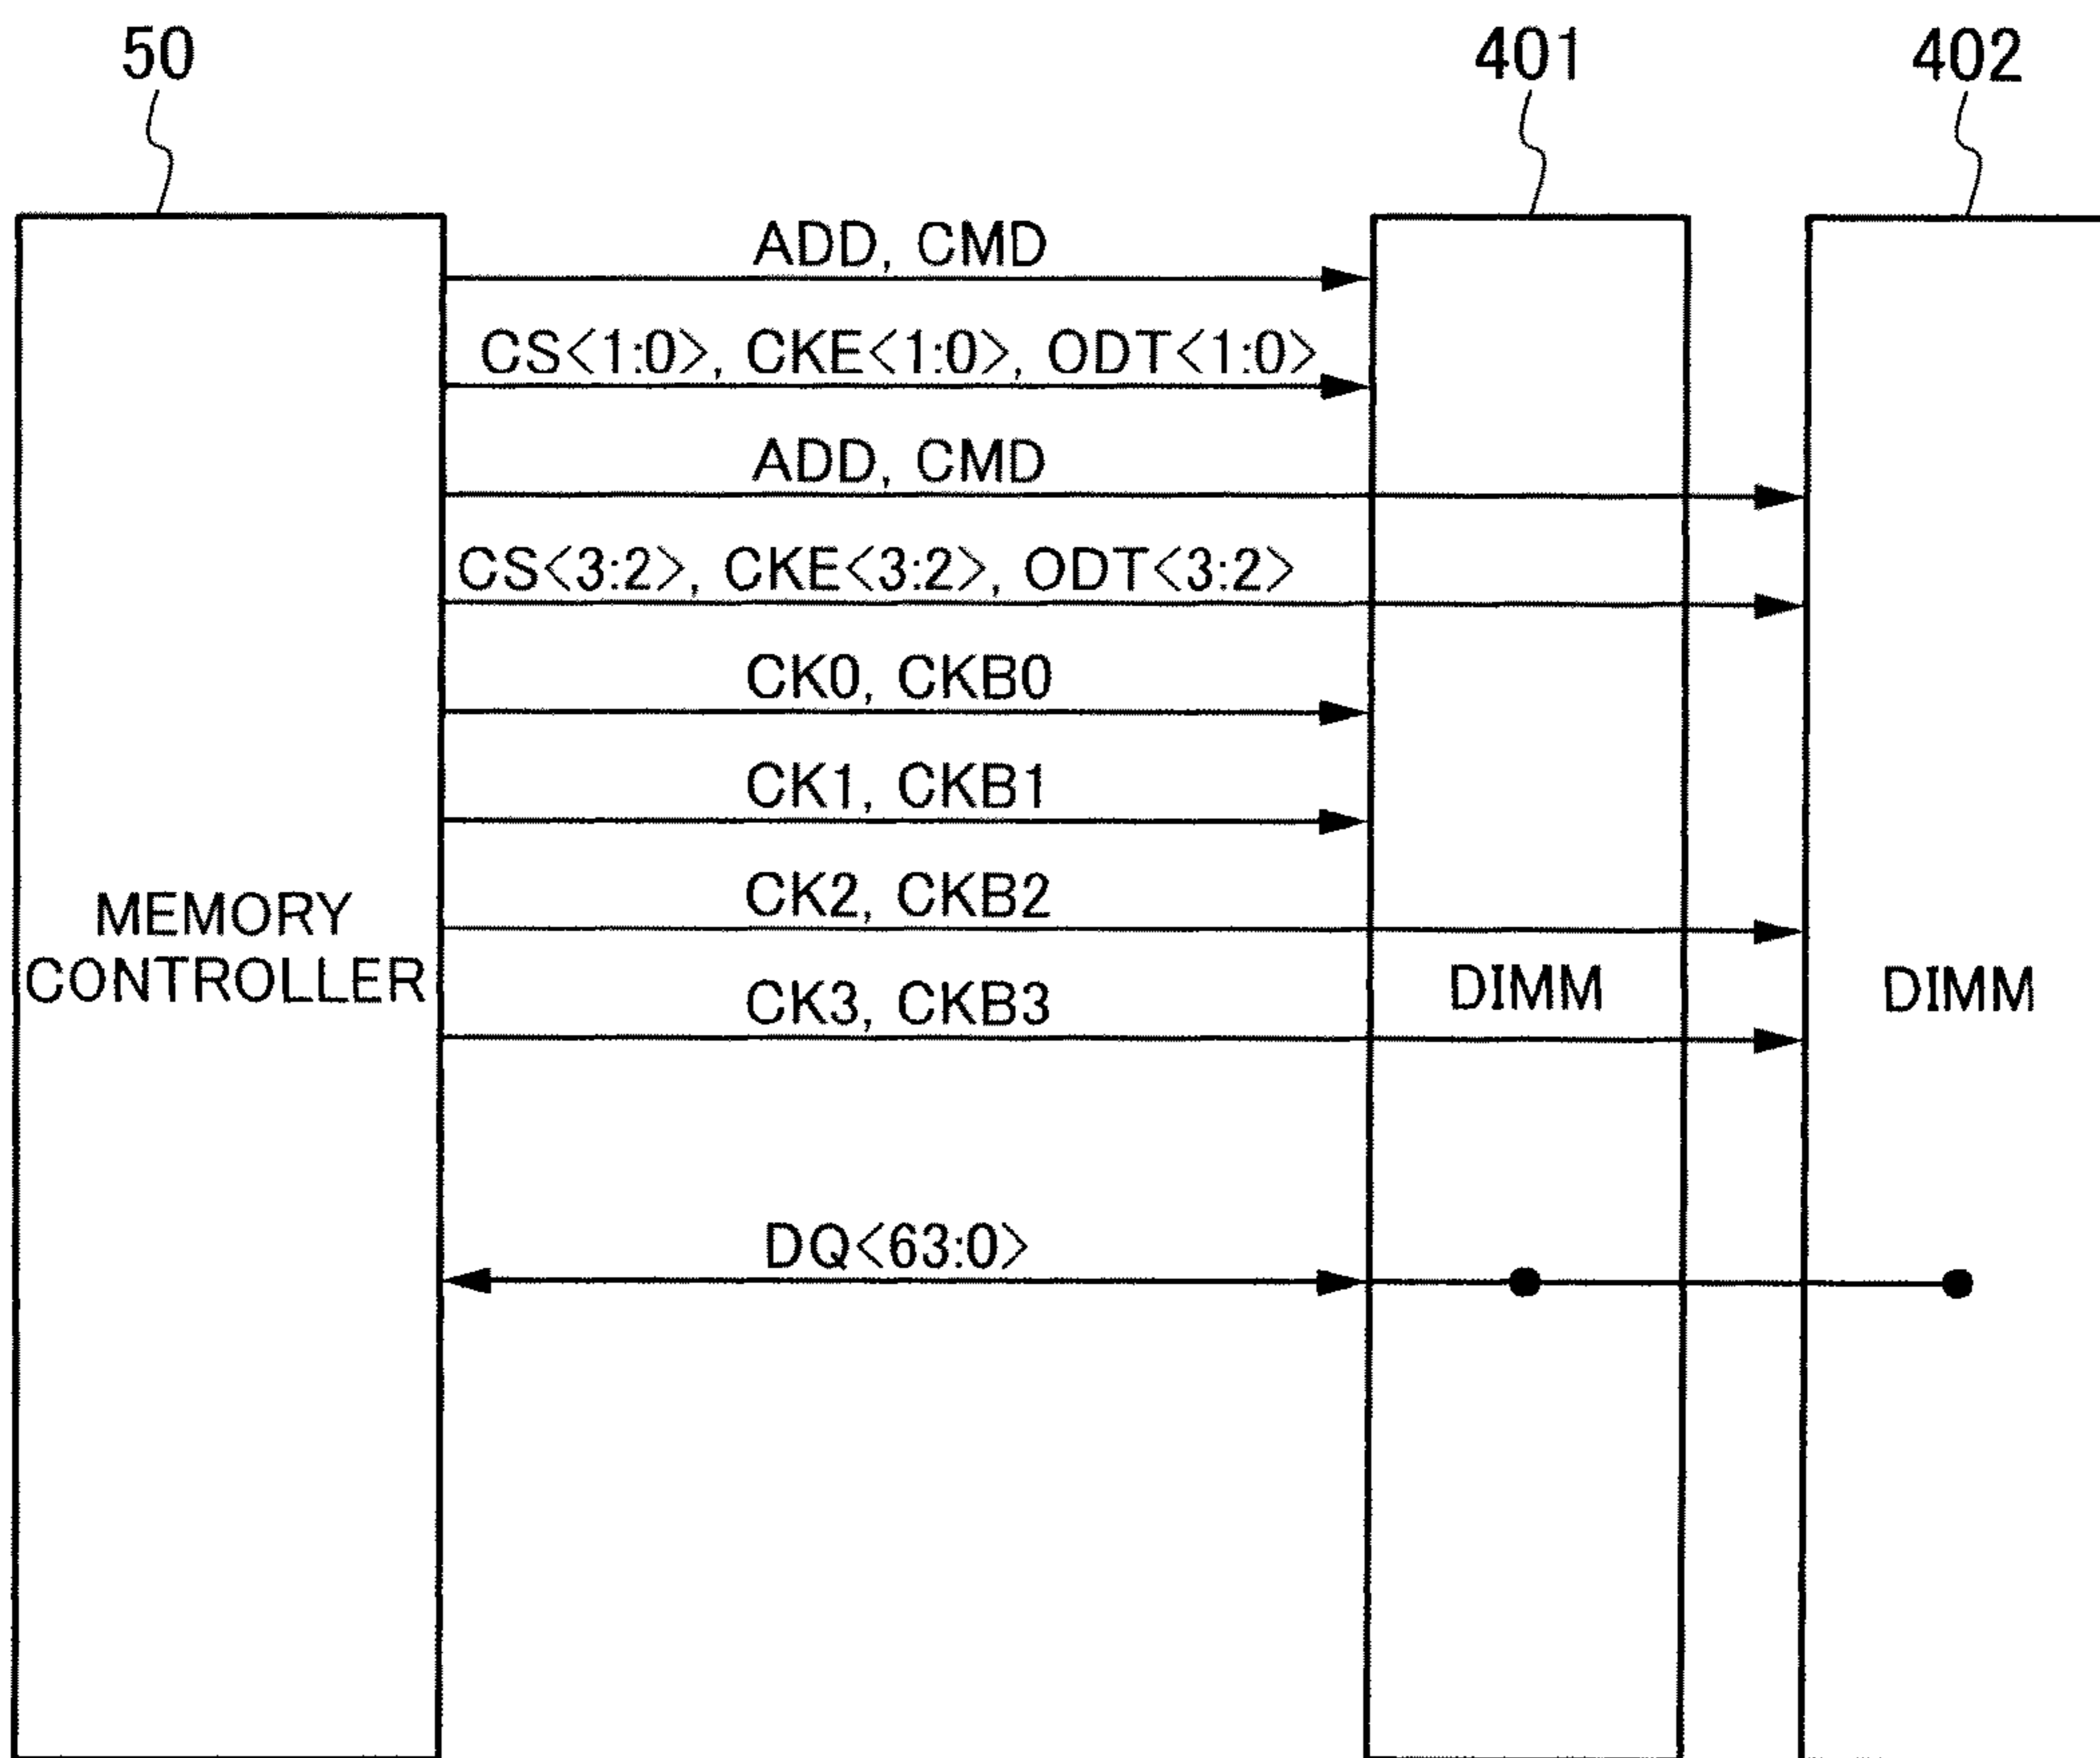 50
401
402
ADD, CMD
CS<1:0>, CKE<1:0>, ODT<1:0>
ADD, CMD
CS<3:2>, CKE<3:2>, ODT<3:2>
CK0, CKB0
CK1, CKB1
CK2, CKB2
CK3, CKB3
MEMORY
CONTROLLER
DIMM
DIMM
DQ<63:0>